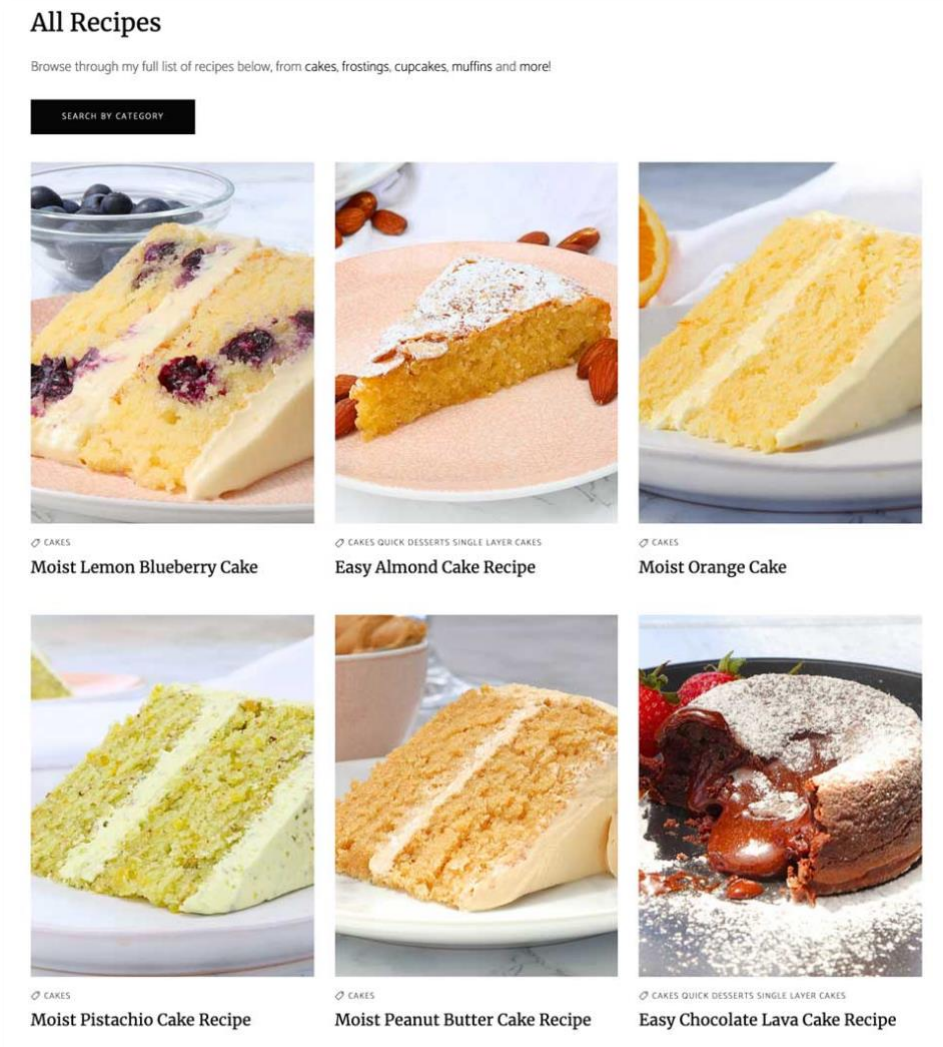 All Recipes
Browse through my full list of recipes below, from cakes, frostings, cupcakes, muffins and more!
SEARCH BY CATEGORY
CAKES
Moist Lemon Blueberry Cake
CAKES QUICK DESSERTS SINGLE LAYER CAKES
Easy Almond Cake Recipe
CAKES
Moist Orange Cake
CAKES
Moist Pistachio Cake Recipe
CAKES
Moist Peanut Butter Cake Recipe
CAKES QUICK DESSERTS SINGLE LAYER CAKES
Easy Chocolate Lava Cake Recipe